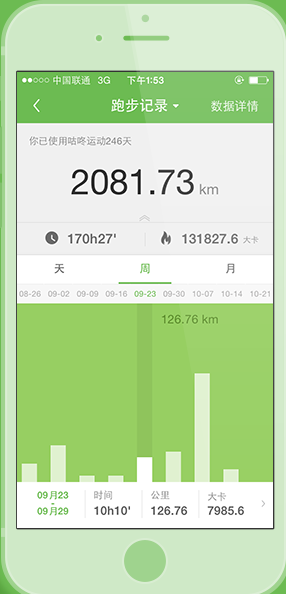 中国联通 3G 下午1:53
跑步记录 数据详情
你已使用咕咚运动246天
2081.73 km
170h27' 131827.6 大卡
天 周 月
08-26 09-02 09-09 09-16 09-23 09-30 10-07 10-14 10-21
126.76 km
09月23 时间 公里 大卡
-
09月29 10h10' 126.76 7985.6